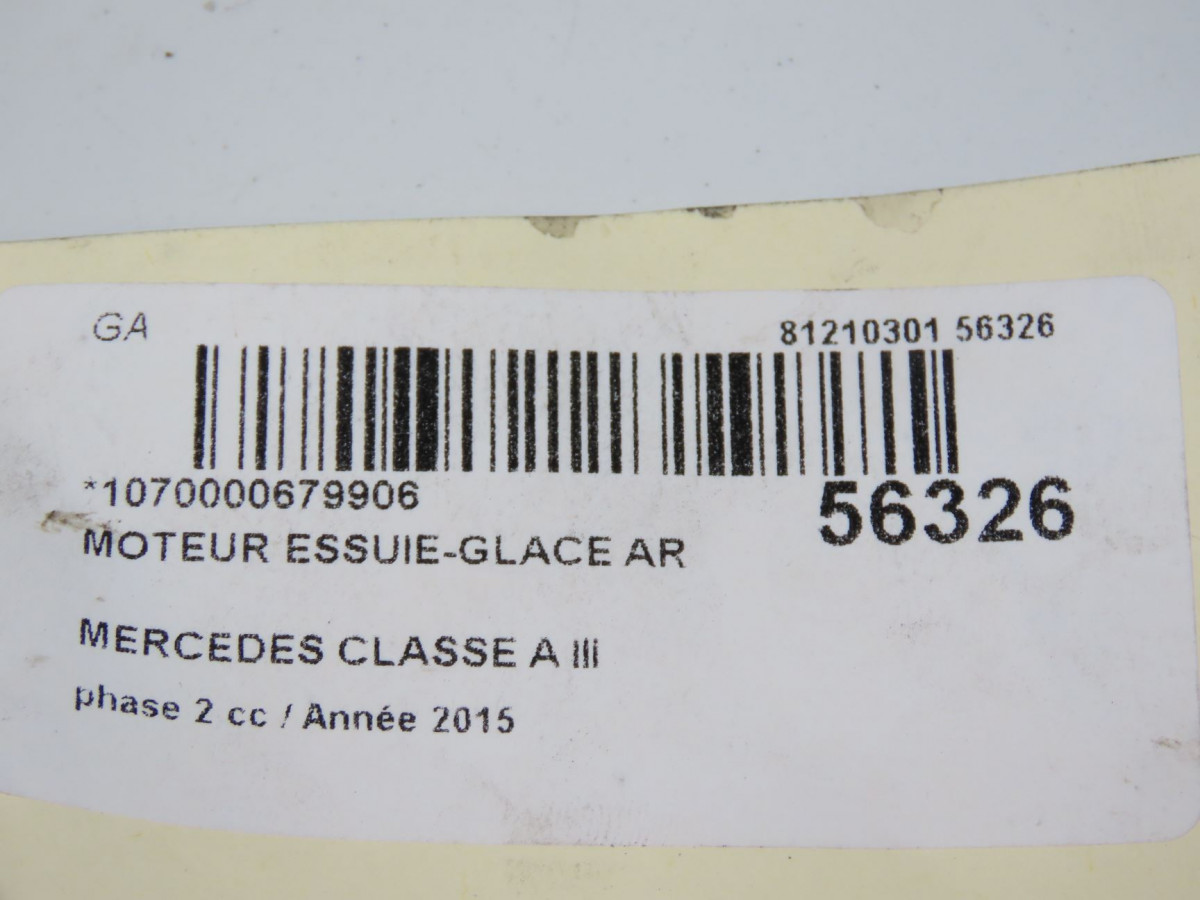 GA
81210301 56326
*1070000679906
56326
MOTEUR ESSUIE-GLACE AR
MERCEDES CLASSE A III
phase 2 cc / Année 2015